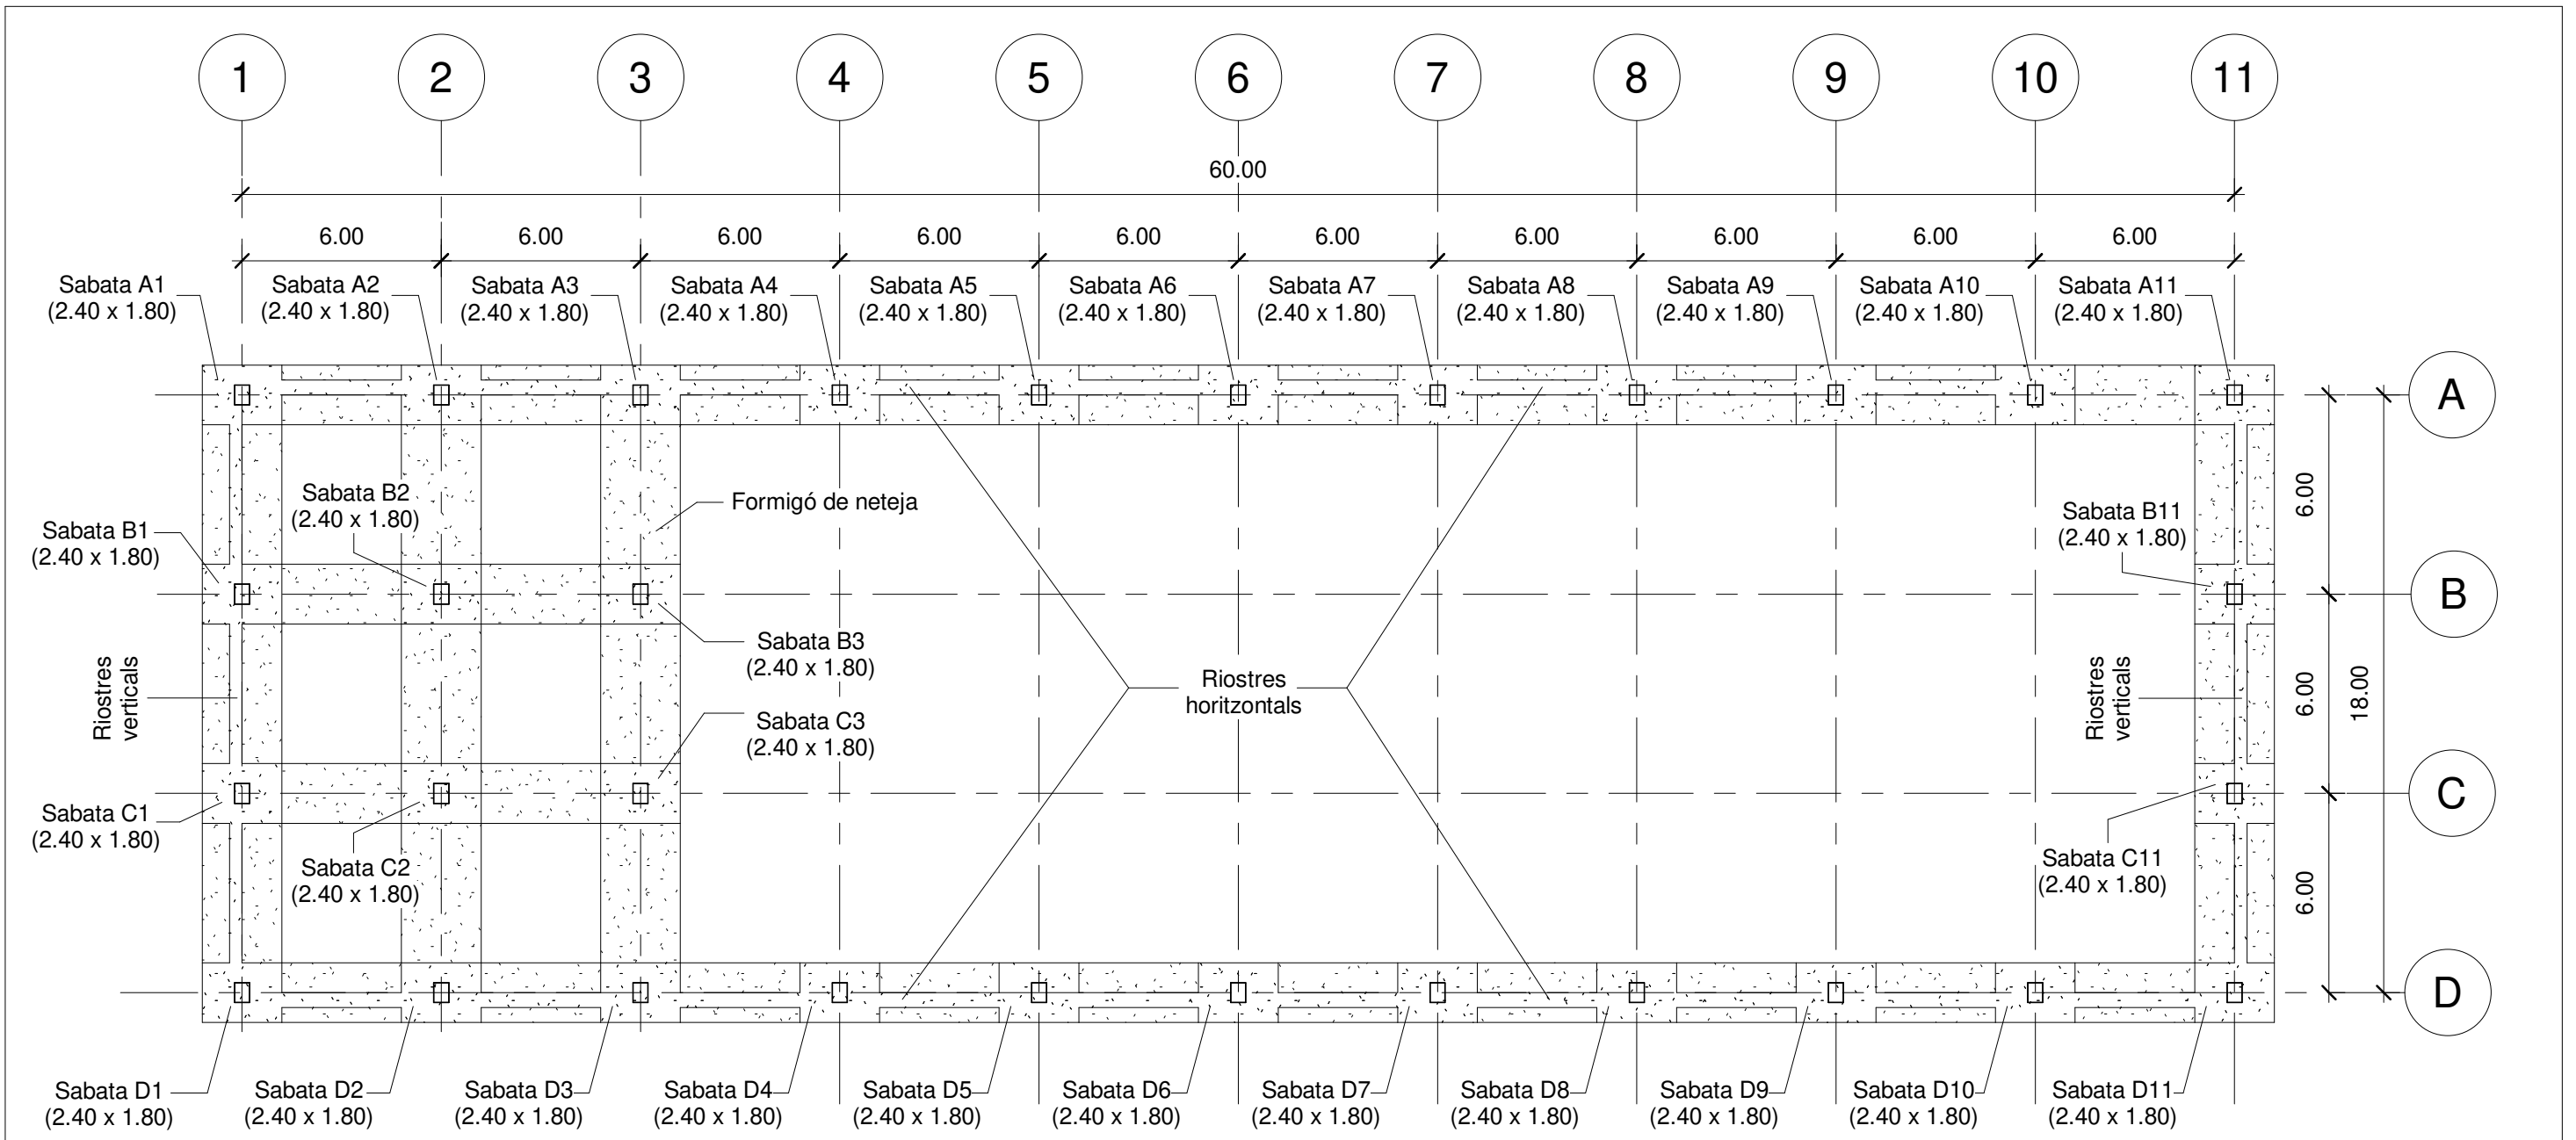 1 2 3 4 5 6 7 8 9 10 11
60.00
6.00 6.00 6.00 6.00 6.00 6.00 6.00 6.00 6.00 6.00
Sabata A1
(2.40 x 1.80)
Sabata A2
(2.40 x 1.80)
Sabata A3
(2.40 x 1.80)
Sabata A4
(2.40 x 1.80)
Sabata A5
(2.40 x 1.80)
Sabata A6
(2.40 x 1.80)
Sabata A7
(2.40 x 1.80)
Sabata A8
(2.40 x 1.80)
Sabata A9
(2.40 x 1.80)
Sabata A10
(2.40 x 1.80)
Sabata A11
(2.40 x 1.80)
A
Sabata B1
(2.40 x 1.80)
Sabata B2
(2.40 x 1.80)
Formigó de neteja
Sabata B11
(2.40 x 1.80)
6.00
B
Sabata B3
(2.40 x 1.80)
Riostres
verticals
Riostres
horitzontals
Riostres
verticals
6.00
18.00
Sabata C3
(2.40 x 1.80)
C
Sabata C1
(2.40 x 1.80)
Sabata C2
(2.40 x 1.80)
Sabata C11
(2.40 x 1.80)
6.00
D
Sabata D1
(2.40 x 1.80)
Sabata D2
(2.40 x 1.80)
Sabata D3
(2.40 x 1.80)
Sabata D4
(2.40 x 1.80)
Sabata D5
(2.40 x 1.80)
Sabata D6
(2.40 x 1.80)
Sabata D7
(2.40 x 1.80)
Sabata D8
(2.40 x 1.80)
Sabata D9
(2.40 x 1.80)
Sabata D10
(2.40 x 1.80)
Sabata D11
(2.40 x 1.80)